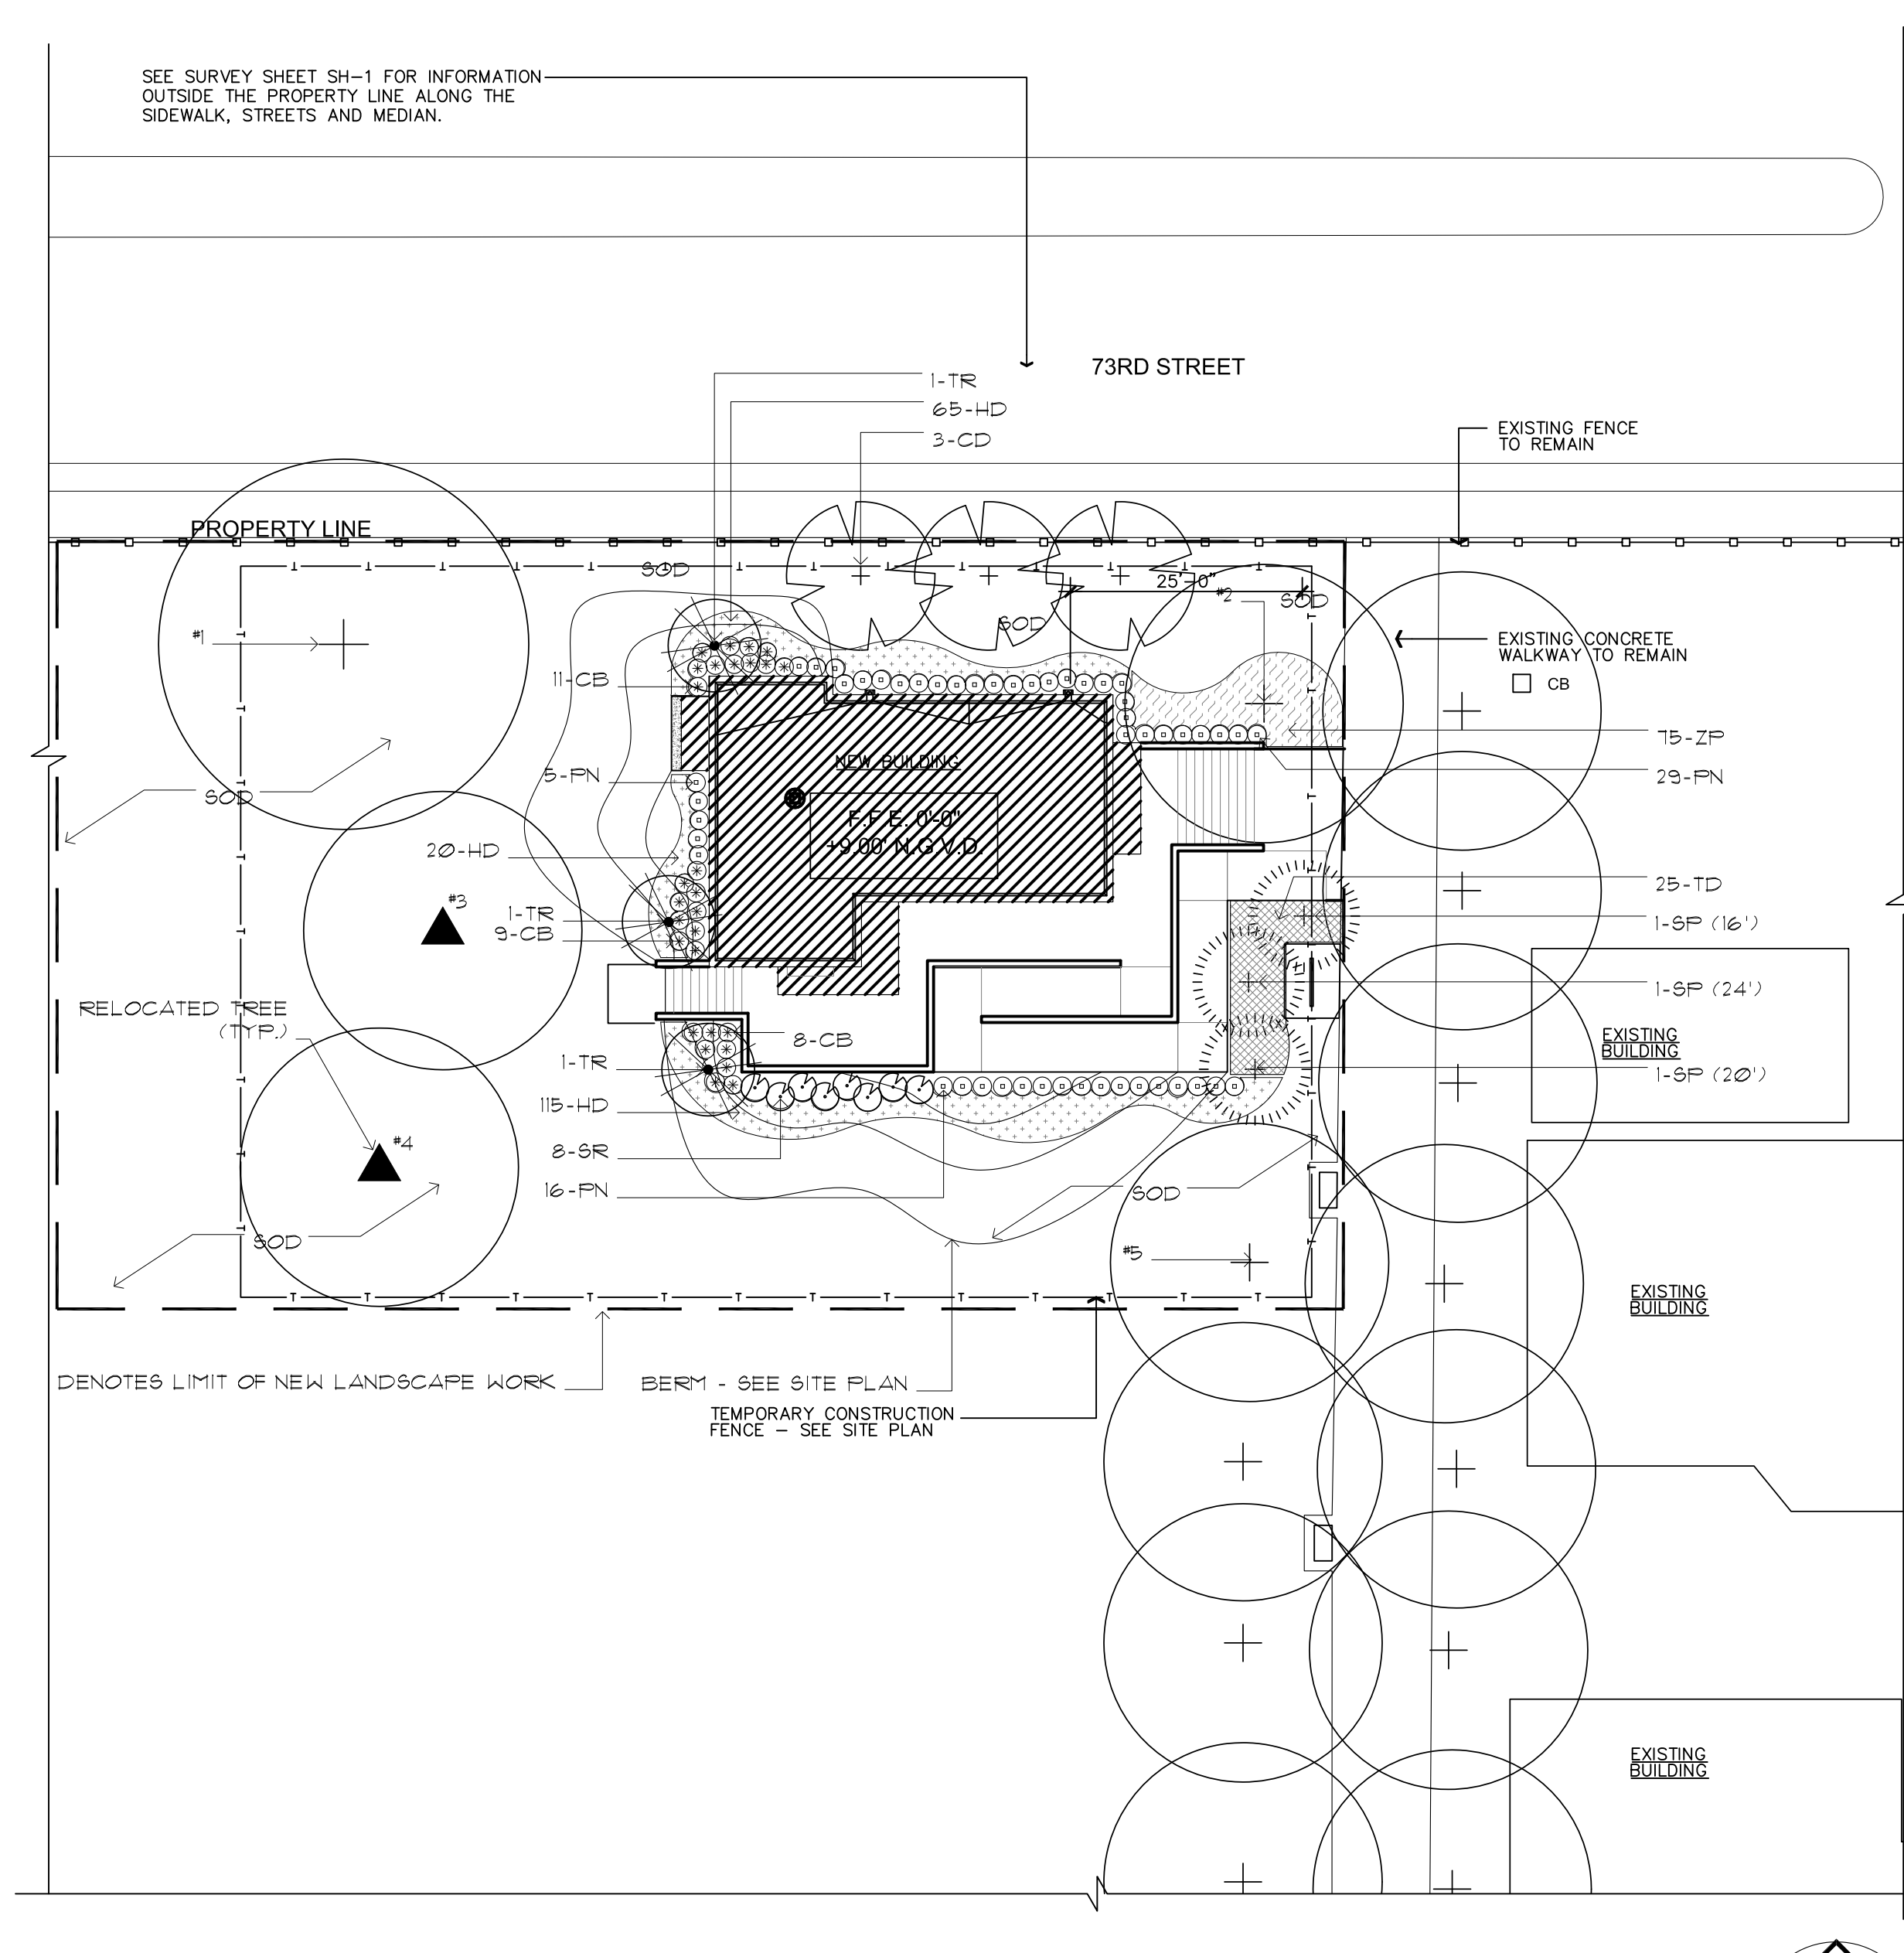 SEE SURVEY SHEET SH-1 FOR INFORMATION
OUTSIDE THE PROPERTY LINE ALONG THE
SIDEWALK, STREETS AND MEDIAN.
73RD STREET
1-TR
65-HD
3-CD
EXISTING FENCE
TO REMAIN
PROPERTY LINE
SOD
25'-0"
#2
SOD
SOD
#1
EXISTING CONCRETE
WALKWAY TO REMAIN
CB
11-CB
75-ZP
NEW BUILDING
5-PN
29-PN
SOD
F.F.E. 0'-0"
+9.00' N.G.V.D.
20-HD
25-TD
#3
1-TR
9-CB
1-SP (16')
1-SP (24')
RELOCATED TREE
(TYP.)
8-CB
EXISTING
BUILDING
1-TR
1-SP (20')
115-HD
#4
8-SR
16-PN
SOD
SOD
#5
EXISTING
BUILDING
DENOTES LIMIT OF NEW LANDSCAPE WORK
BERM - SEE SITE PLAN
TEMPORARY CONSTRUCTION
FENCE - SEE SITE PLAN
EXISTING
BUILDING